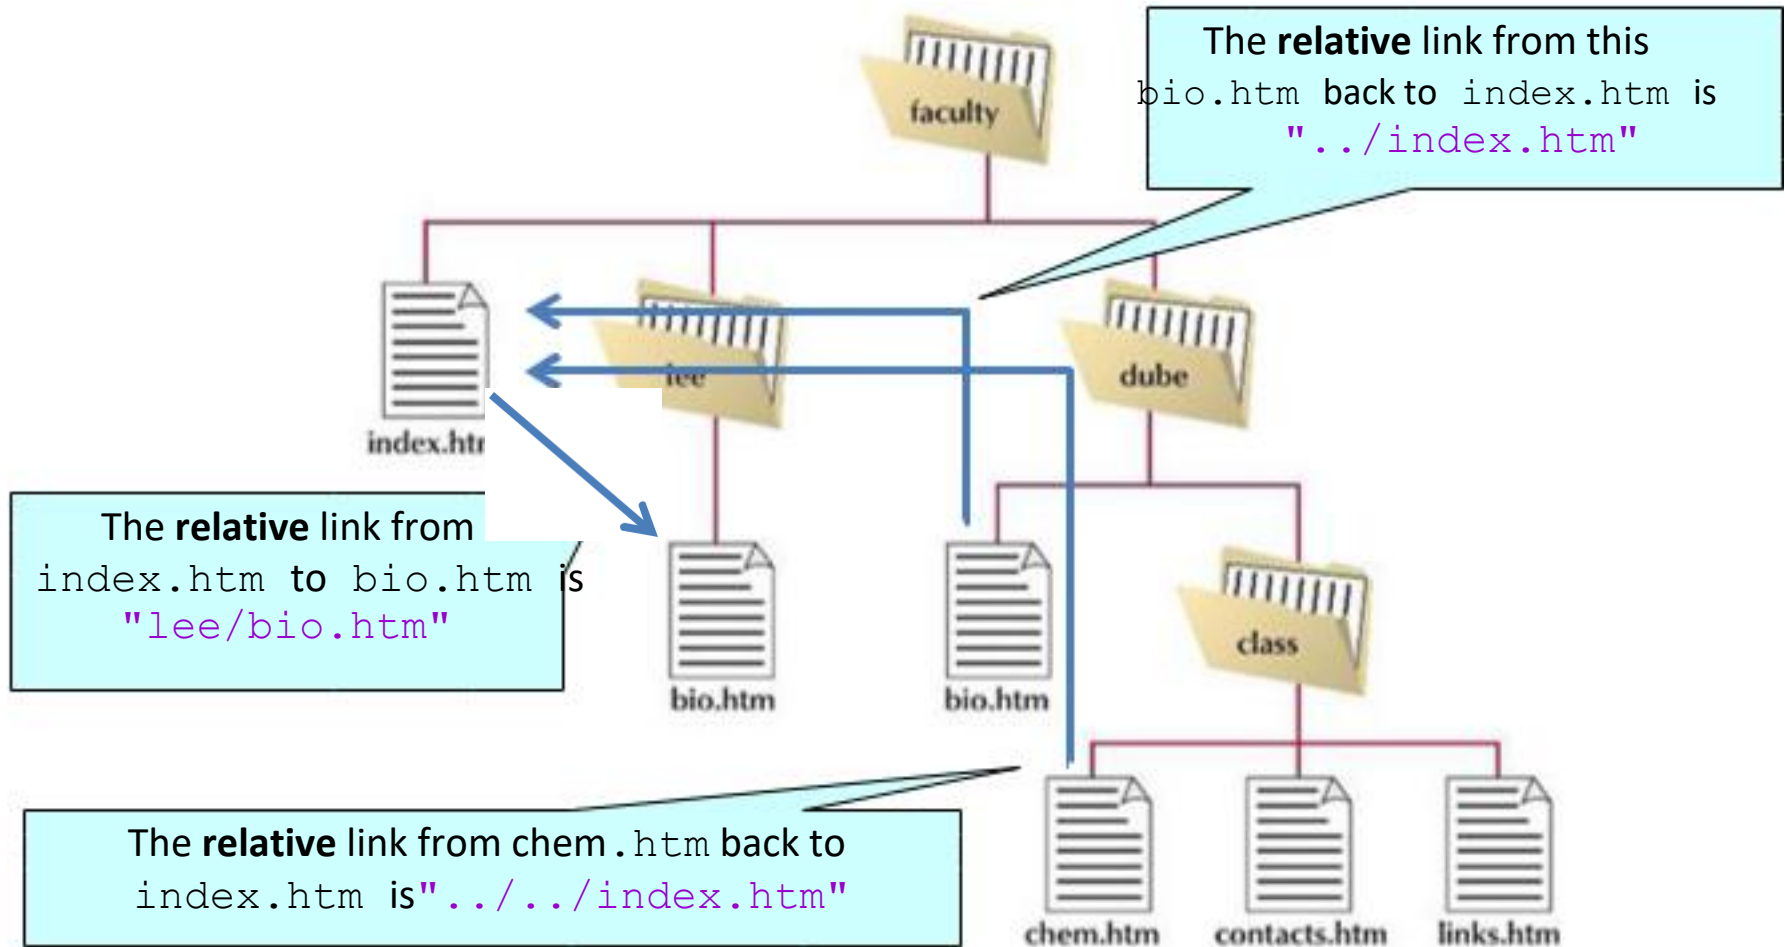 The relative link from this
bio.htm back to index.htm is
"../index.htm"
faculty
lee
dube
index.htm
The relative link from
index.htm to bio.htm is
"lee/bio.htm"
class
bio.htm
bio.htm
The relative link from chem.htm back to
index.htm is"../../index.htm"
chem.htm
contacts.htm
links.htm